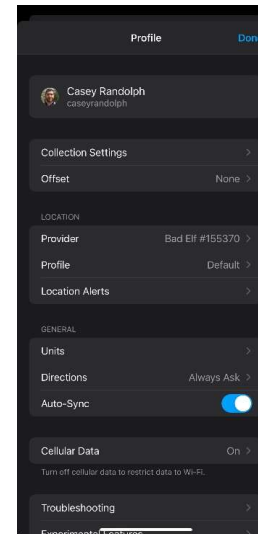 Profile
Done
Casey Randolph
caseyrandolph
Collection Settings
Offset None
LOCATION
Provider Bad Elf #155370
Profile Default
Location Alerts
GENERAL
Units
Directions Always Ask
Auto-Sync
Cellular Data On
Turn off cellular data to restrict data to Wi-Fi.
Troubleshooting
Experimental Features